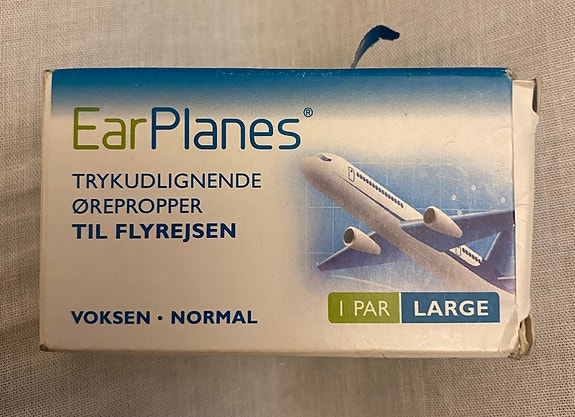 EarPlanes®
TRYKUDLIGNENDE
ØREPROPPER
TIL FLYREJSEN
VOKSEN · NORMAL
1 PAR LARGE